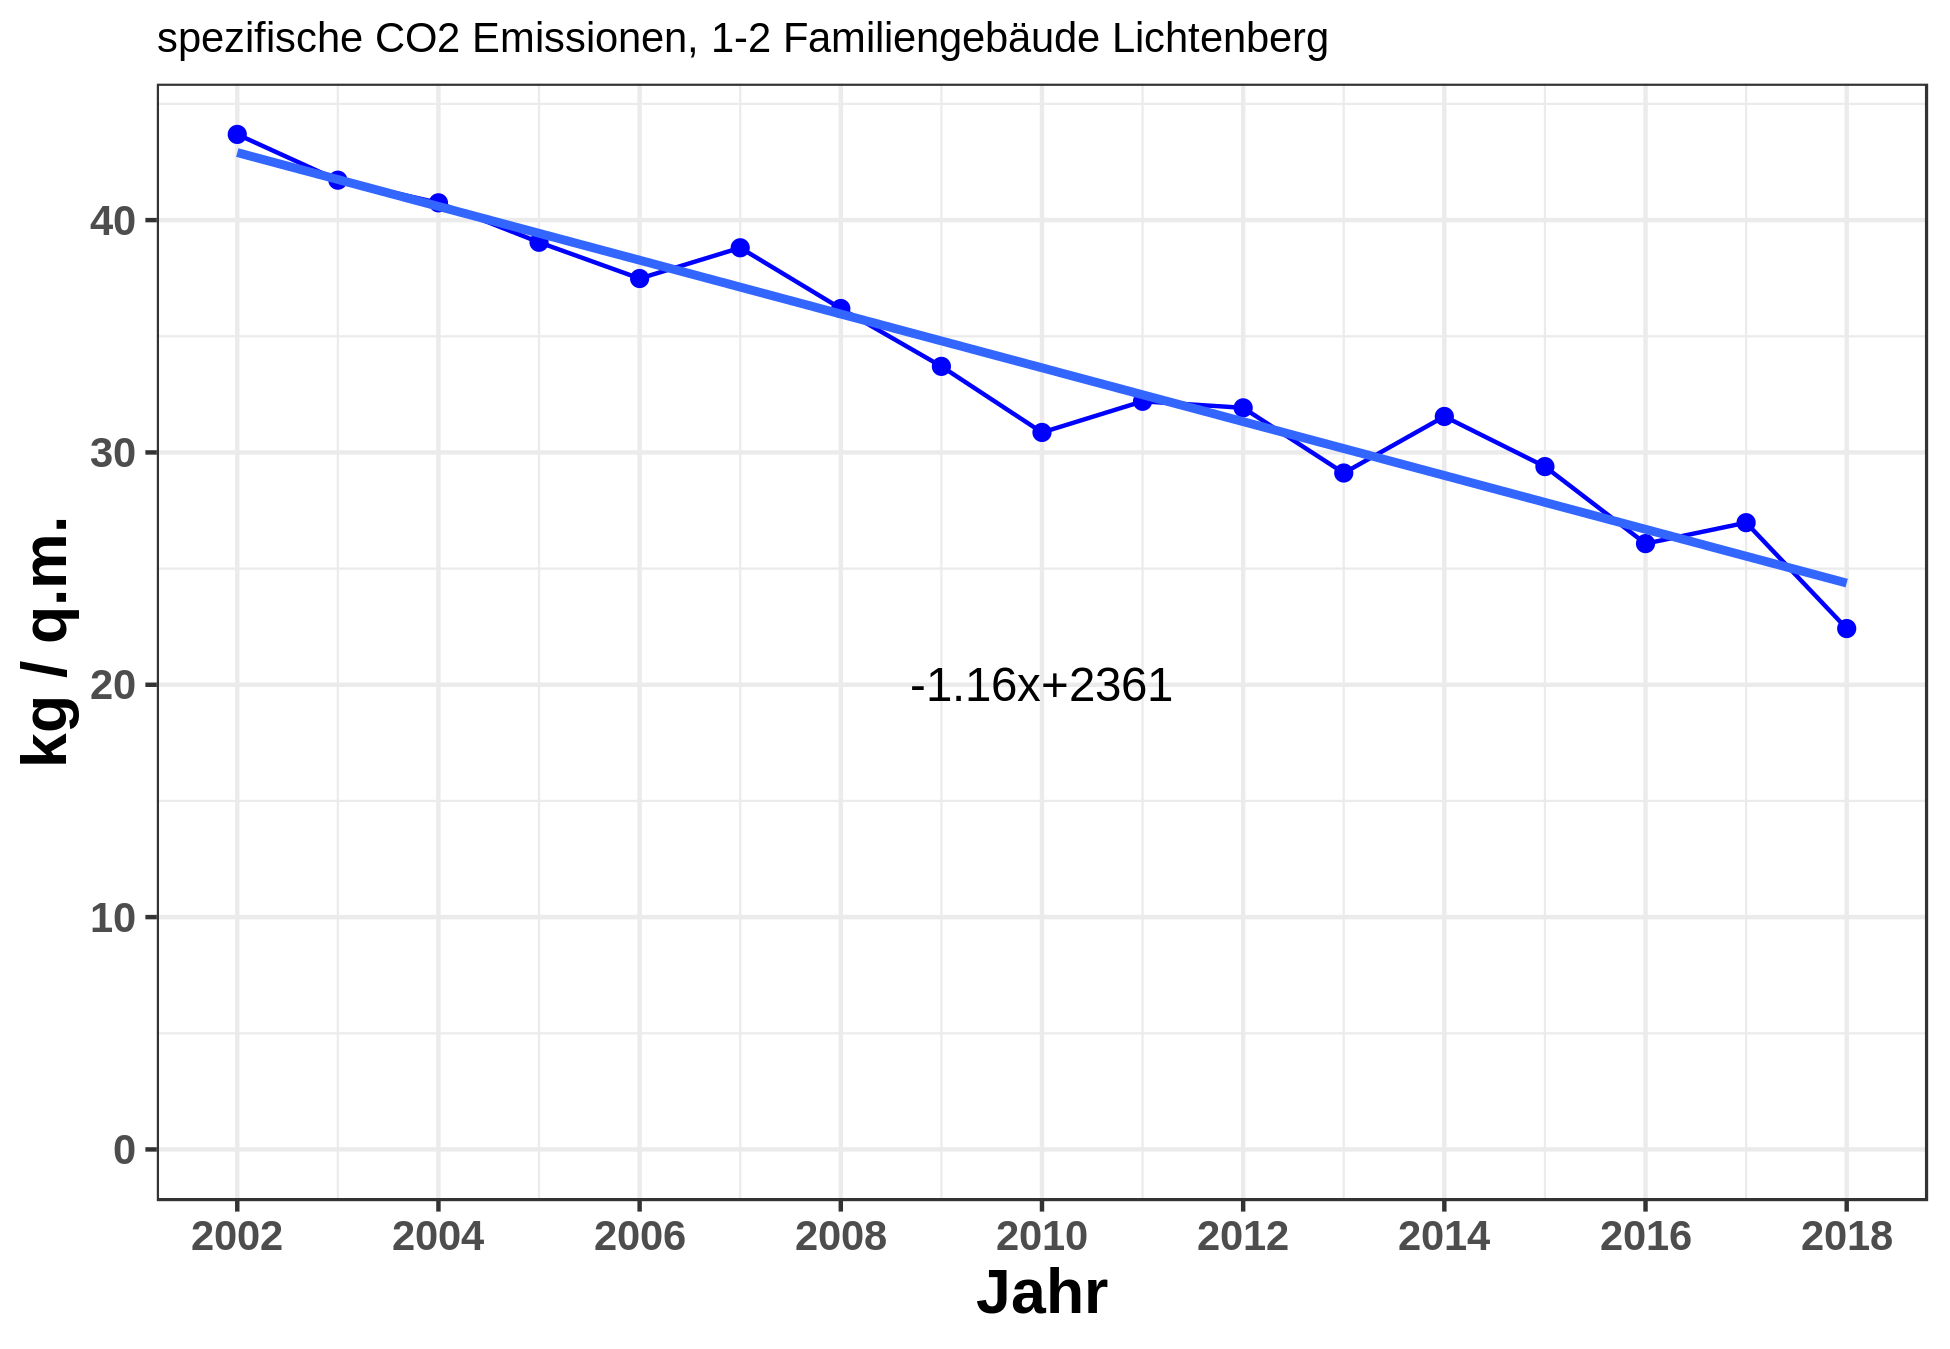 spezifische CO2 Emissionen, 1-2 Familiengebäude Lichtenberg
kg / q.m.
40
30
20
10
0
-1.16x+2361
2002 2004 2006 2008 2010 2012 2014 2016 2018
Jahr